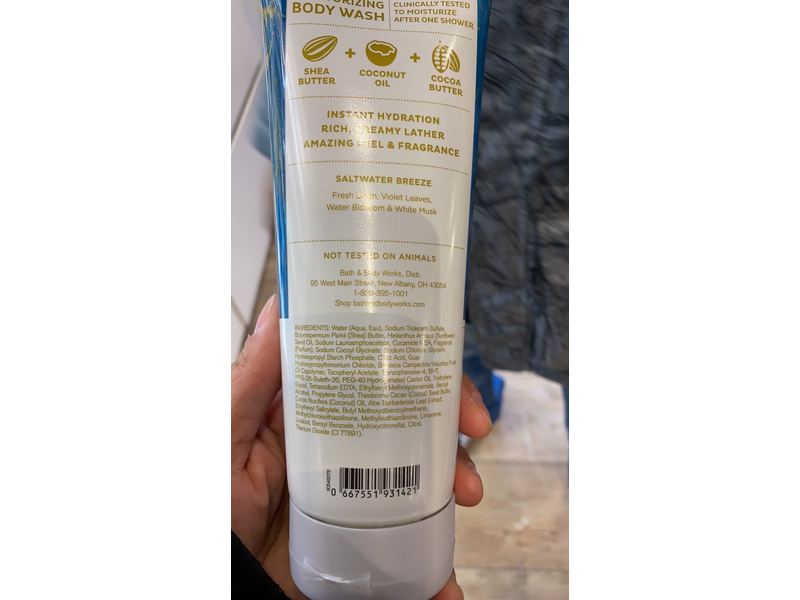 BODY WASH
CLINICALLY TESTED
TO MOISTURIZE
AFTER ONE SHOWER
SHEA
BUTTER
+
COCONUT
OIL
+
COCOA
BUTTER
INSTANT HYDRATION
RICH, CREAMY LATHER
AMAZING FEEL & FRAGRANCE
SALTWATER BREEZE
Fresh Linen, Violet Leaves,
Water Blossom & White Musk
NOT TESTED ON ANIMALS
Bath & Body Works, Distr.
95 West Main Street, New Albany, OH 43054
1-800-395-1001
Shop bathandbodyworks.com
INGREDIENTS: Water (Aqua, Eau), Sodium Trideceth Sulfate,
Butyrospermum Parkii (Shea) Butter, Helianthus Annuus (Sunflower)
Seed Oil, Sodium Lauroamphoacetate, Cocamide MEA, Fragrance
(Parfum), Sodium Cocoyl Glycinate, Sodium Chloride, Glycerin,
Hydroxypropyl Starch Phosphate, Citric Acid, Guar
Hydroxypropyltrimonium Chloride, Brassica Campestris/Aleurites Fordi
Oil Copolymer, Tocopheryl Acetate, Benzophenone-4, BHT,
PPG-26-Buteth-26, PEG-40 Hydrogenated Castor Oil, Triethylene
Glycol, Tetrasodium EDTA, Ethylhexyl Methoxycinnamate, Benzyl
Alcohol, Propylene Glycol, Theobroma Cacao (Cocoa) Seed Butter,
Cocos Nucifera (Coconut) Oil, Aloe Barbadensis Leaf Extract,
Ethylhexyl Salicylate, Butyl Methoxydibenzoylmethane,
Methylchloroisothiazolinone, Methylisothiazolinone, Limonene,
Linalool, Benzyl Benzoate, Hydroxycitronellal, Citral,
Titanium Dioxide (CI 77891).
0 667551 931421